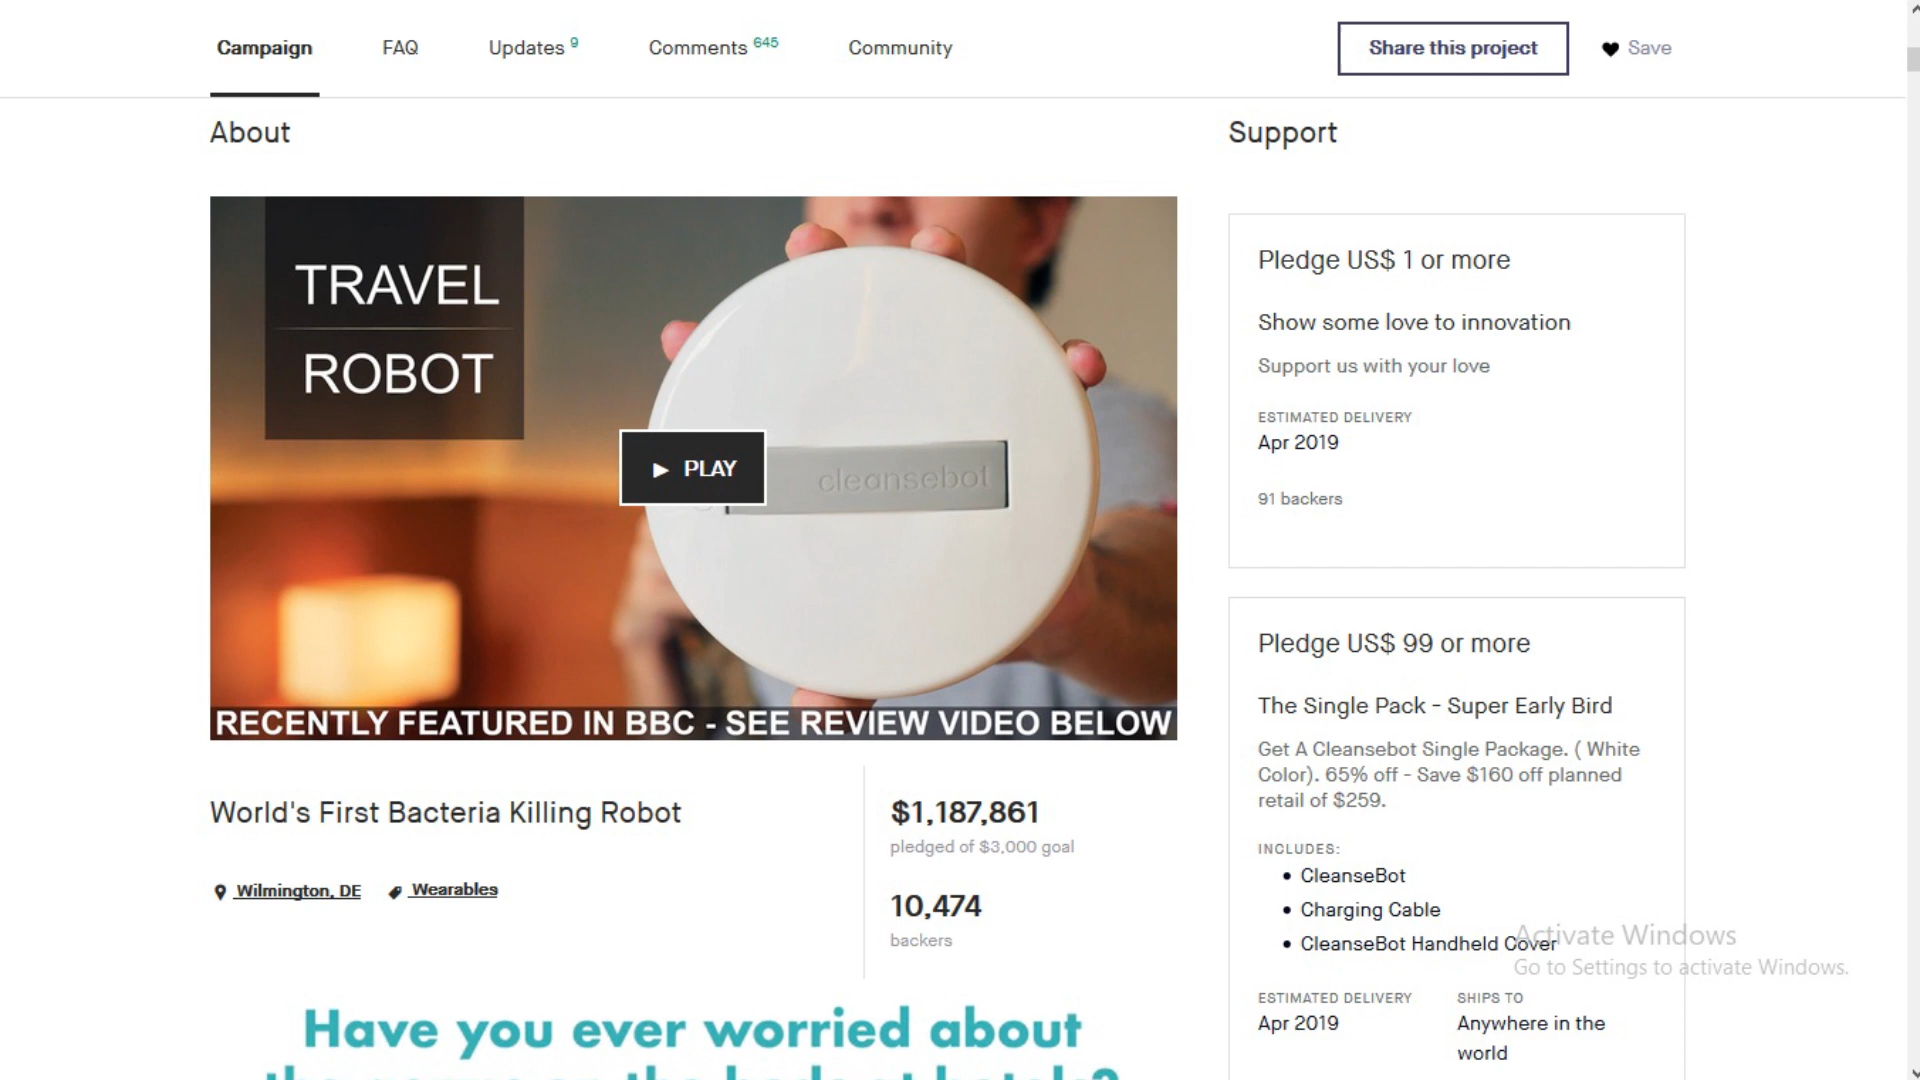 Campaign
FAQ
Updates 9
Comments 645
Community
Share this project
Save
About
Support
TRAVEL
ROBOT
PLAY
cleansebot
RECENTLY FEATURED IN BBC - SEE REVIEW VIDEO BELOW
World's First Bacteria Killing Robot
Wilmington, DE
Wearables
$1,187,861
pledged of $3,000 goal
10,474
backers
Have you ever worried about
Pledge US$ 1 or more
Show some love to innovation
Support us with your love
ESTIMATED DELIVERY
Apr 2019
91 backers
Pledge US$ 99 or more
The Single Pack - Super Early Bird
Get A Cleansebot Single Package. ( White
Color). 65% off - Save $160 off planned
retail of $259.
INCLUDES:
• CleanseBot
• Charging Cable
• CleanseBot Handheld Cover
ESTIMATED DELIVERY
Apr 2019
SHIPS TO
Anywhere in the
world
Activate Windows
Go to Settings to activate Windows.